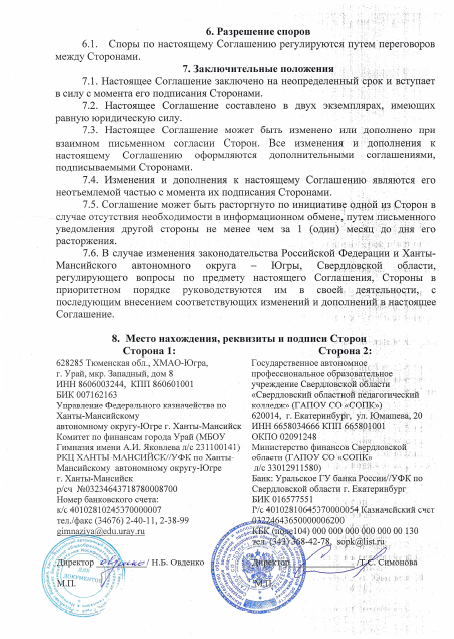 6. Разрешение споров
6.1. Споры по настоящему Соглашению регулируются путем переговоров
между Сторонами.
7. Заключительные положения
7.1. Настоящее Соглашение заключено на неопределенный срок и вступает
в силу с момента его подписания Сторонами.
7.2. Настоящее Соглашение составлено в двух экземплярах, имеющих
равную юридическую силу.
7.3. Настоящее Соглашение может быть изменено или дополнено при
взаимном письменном согласии Сторон. Все изменения и дополнения к
настоящему Соглашению оформляются дополнительными соглашениями,
подписываемыми Сторонами.
7.4. Изменения и дополнения к настоящему Соглашению являются его
неотъемлемой частью с момента их подписания Сторонами.
7.5. Соглашение может быть расторгнуто по инициативе одной из Сторон в
случае отсутствия необходимости в информационном обмене, путем письменного
уведомления другой стороны не менее чем за 1 (один) месяц до дня его
расторжения.
7.6. В случае изменения законодательства Российской Федерации и Ханты-
Мансийского автономного округа – Югры, Свердловской области,
регулирующего вопросы по предмету настоящего Соглашения, Стороны в
приоритетном порядке руководствуются им в своей деятельности, с
последующим внесением соответствующих изменений и дополнений в настоящее
Соглашение.
8. Место нахождения, реквизиты и подписи Сторон
Сторона 1:
628285 Тюменская обл., ХМАО-Югра,
г. Урай, мкр. Западный, дом 8
ИНН 8606003244, КПП 860601001
БИК 007162163
Управление Федерального казначейства по
Ханты-Мансийскому
автономному округу-Югре г. Ханты-Мансийск
Комитет по финансам города Урай (МБОУ
Гимназия имени А.И. Яковлева л/с 231100141)
РКЦ ХАНТЫ-МАНСИЙСК//УФК по Ханты-
Мансийскому автономному округу-Югре
г. Ханты-Мансийск
р/сч №03234643718780008700
Номер банковского счета:
к/с 40102810245370000007
тел./факс (34676) 2-40-11, 2-38-99
gimnaziya@edu.uray.ru
Директор / Н.Б. Овденко
М.П.
Сторона 2:
Государственное автономное
профессиональное образовательное
учреждение Свердловской области
«Свердловский областной педагогический
колледж» (ГАПОУ СО «СОПК»)
620014, г. Екатеринбург, ул. Юмашева, 20
ИНН 6658034666 КПП 665801001
ОКПО 02091248
Министерство финансов Свердловской
области (ГАПОУ СО «СОПК»
л/с 33012911580)
Банк: Уральское ГУ банка России//УФК по
Свердловской области г. Екатеринбург
БИК 016577551
Р/с 40102810645370000054 Казначейский счет
03224643650000006200
КБК (поле104) 000 000 000 000 000 00 130
тел. (343) 368-42-78, sopk@list.ru
Директор /Т.С. Симонова
М.П.